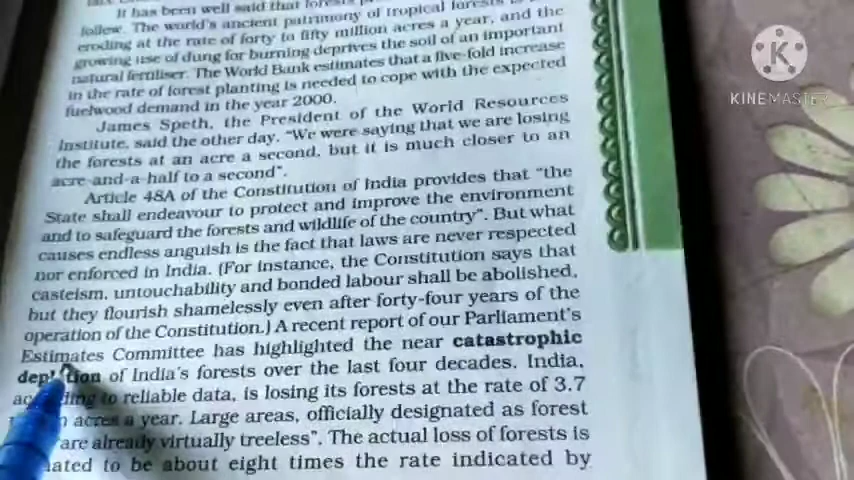 It has been well said that forests
follow. The world's ancient patrimony of tropical forests is
eroding at the rate of forty to fifty million acres a year, and the
growing use of dung for burning deprives the soil of an important
natural fertiliser. The World Bank estimates that a five-fold increase
in the rate of forest planting is needed to cope with the expected
fuelwood demand in the year 2000.
James Speth, the President of the World Resources
Institute, said the other day, "We were saying that we are losing
the forests at an acre a second, but it is much closer to an
acre-and-a-half to a second".
Article 48A of the Constitution of India provides that "the
State shall endeavour to protect and improve the environment
and to safeguard the forests and wildlife of the country". But what
causes endless anguish is the fact that laws are never respected
nor enforced in India. (For instance, the Constitution says that
casteism, untouchability and bonded labour shall be abolished,
but they flourish shamelessly even after forty-four years of the
operation of the Constitution.) A recent report of our Parliament's
Estimates Committee has highlighted the near catastrophic
of India's forests over the last four decades. India,
to reliable data, is losing its forests at the rate of 3.7
acres a year. Large areas, officially designated as forest
are already virtually treeless". The actual loss of forests is
to be about eight times the rate indicated by
KINEMASTER